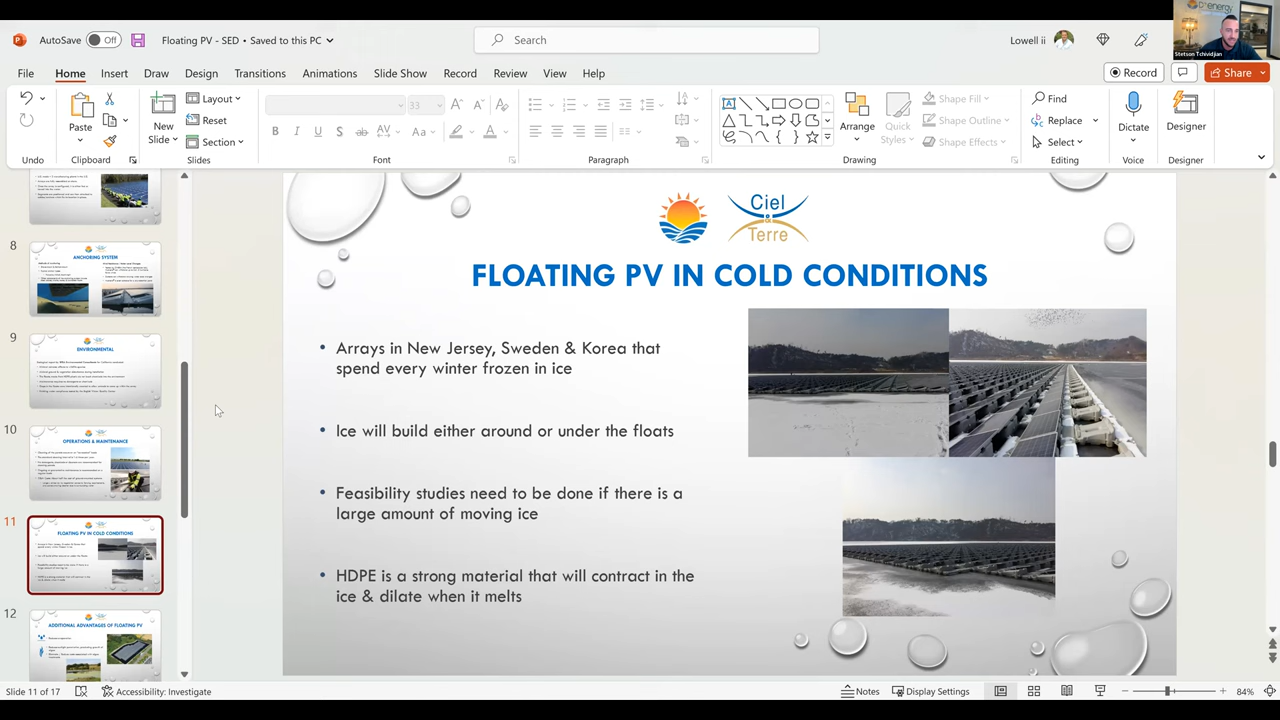 AutoSave Off
Floating PV - SED • Saved to this PC
Search
Lowell ii
D3energy
Stetson Tchividjian
File Home Insert Draw Design Transitions Animations Slide Show Record Review View Help
Record
Share
Undo
Paste
Clipboard
New Slide
Layout
Reset
Section
Slides
33
B I U S ab AV Aa A
Font
Paragraph
Arrange
Quick Styles
Shape Fill
Shape Outline
Shape Effects
Drawing
Find
Replace
Select
Editing
Dictate
Voice
Designer
Designer
8
ANCHORING SYSTEM
9
ENVIRONMENTAL
10
OPERATIONS & MAINTENANCE
11
FLOATING PV IN COLD CONDITIONS
12
ADDITIONAL ADVANTAGES OF FLOATING PV
Ciel
Terre
FLOATING PV IN COLD CONDITIONS
• Arrays in New Jersey, Sweden & Korea that
spend every winter frozen in ice
• Ice will build either around or under the floats
• Feasibility studies need to be done if there is a
large amount of moving ice
• HDPE is a strong material that will contract in the
ice & dilate when it melts
Slide 11 of 17
Accessibility: Investigate
Notes
Display Settings
84%